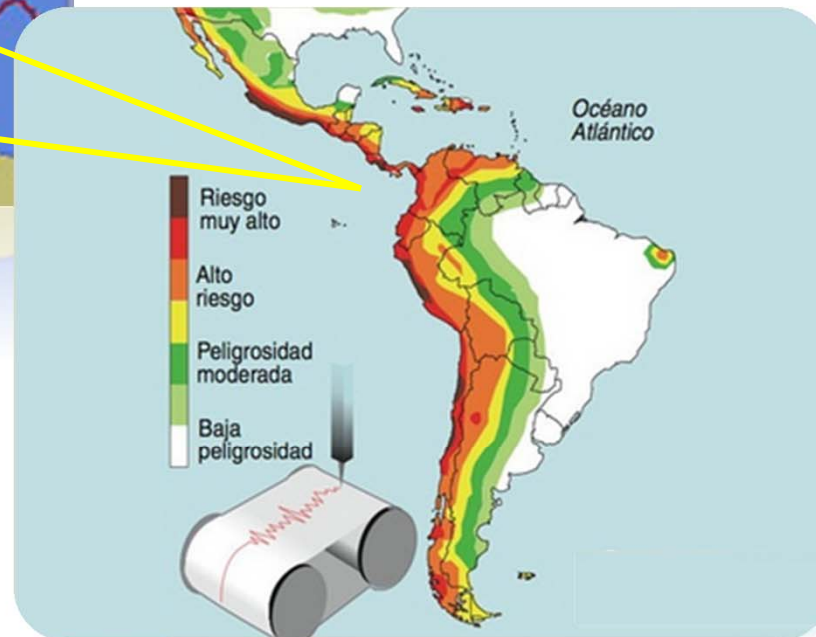 Océano
Atlántico
Riesgo
muy alto
Alto
riesgo
Peligrosidad
moderada
Baja
peligrosidad